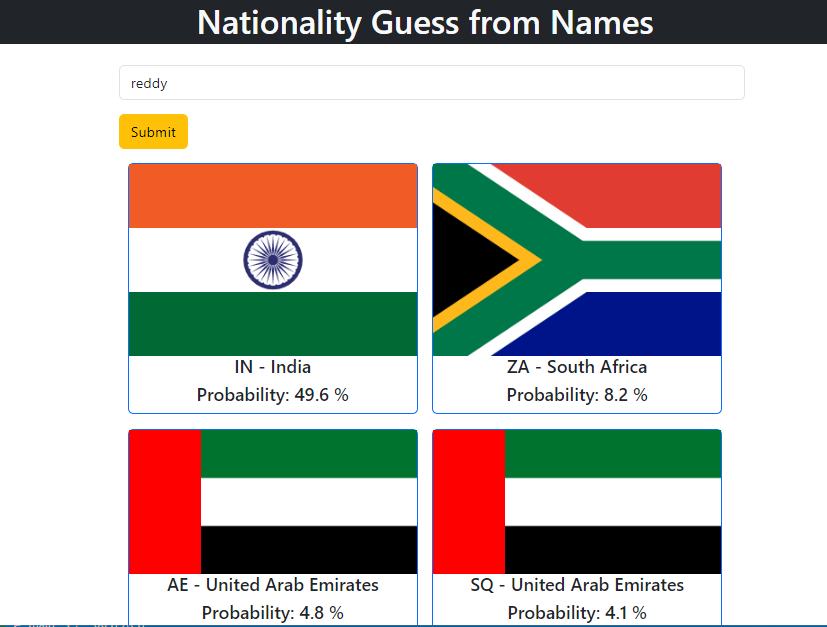 Nationality Guess from Names
reddy
Submit
IN - India
Probability: 49.6 %
ZA - South Africa
Probability: 8.2 %
AE - United Arab Emirates
Probability: 4.8 %
SQ - United Arab Emirates
Probability: 4.1 %